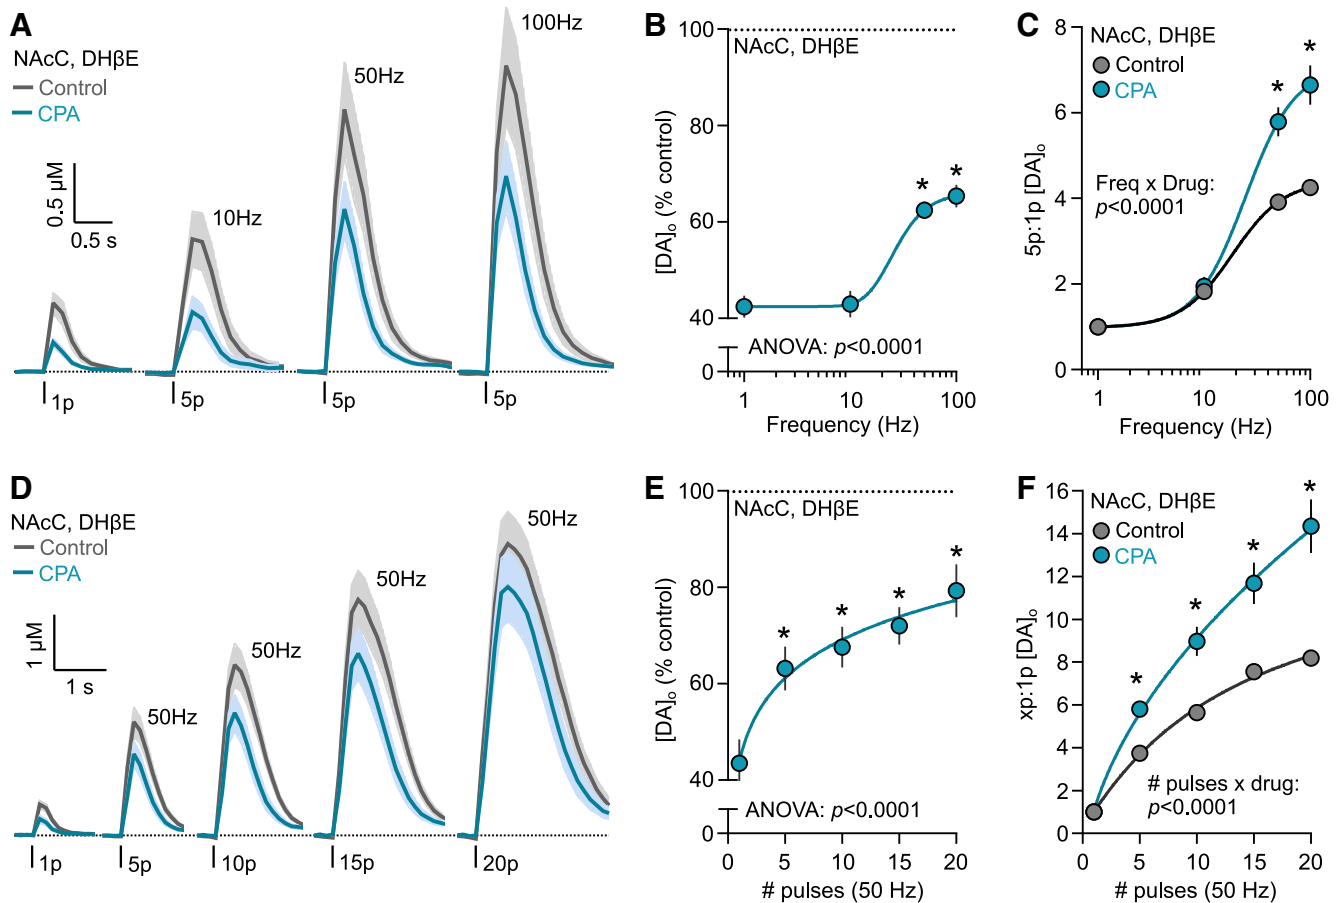 A
NAcC, DHβE
Control
CPA
0.5 µM
0.5 s
10Hz
50Hz
100Hz
1p
5p
5p
5p
B
NAcC, DHβE
100
80
60
40
0
[DA]o (% control)
*
*
ANOVA: p<0.0001
1
10
100
Frequency (Hz)
C
NAcC, DHβE
Control
CPA
8
6
4
2
0
5p:1p [DA]o
*
*
Freq x Drug:
p<0.0001
1
10
100
Frequency (Hz)
D
NAcC, DHβE
Control
CPA
1 µM
1 s
50Hz
50Hz
50Hz
50Hz
1p
5p
10p
15p
20p
E
NAcC, DHβE
100
80
60
40
0
[DA]o (% control)
*
*
*
*
ANOVA: p<0.0001
0
5
10
15
20
# pulses (50 Hz)
F
NAcC, DHβE
Control
CPA
16
14
12
10
8
6
4
2
0
xp:1p [DA]o
*
*
*
*
# pulses x drug:
p<0.0001
0
5
10
15
20
# pulses (50 Hz)